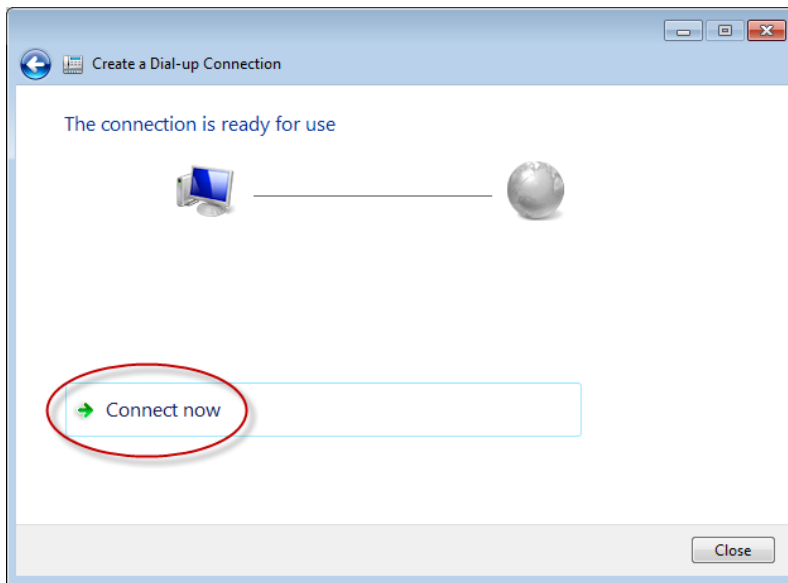 Create a Dial-up Connection
The connection is ready for use
Connect now
Close